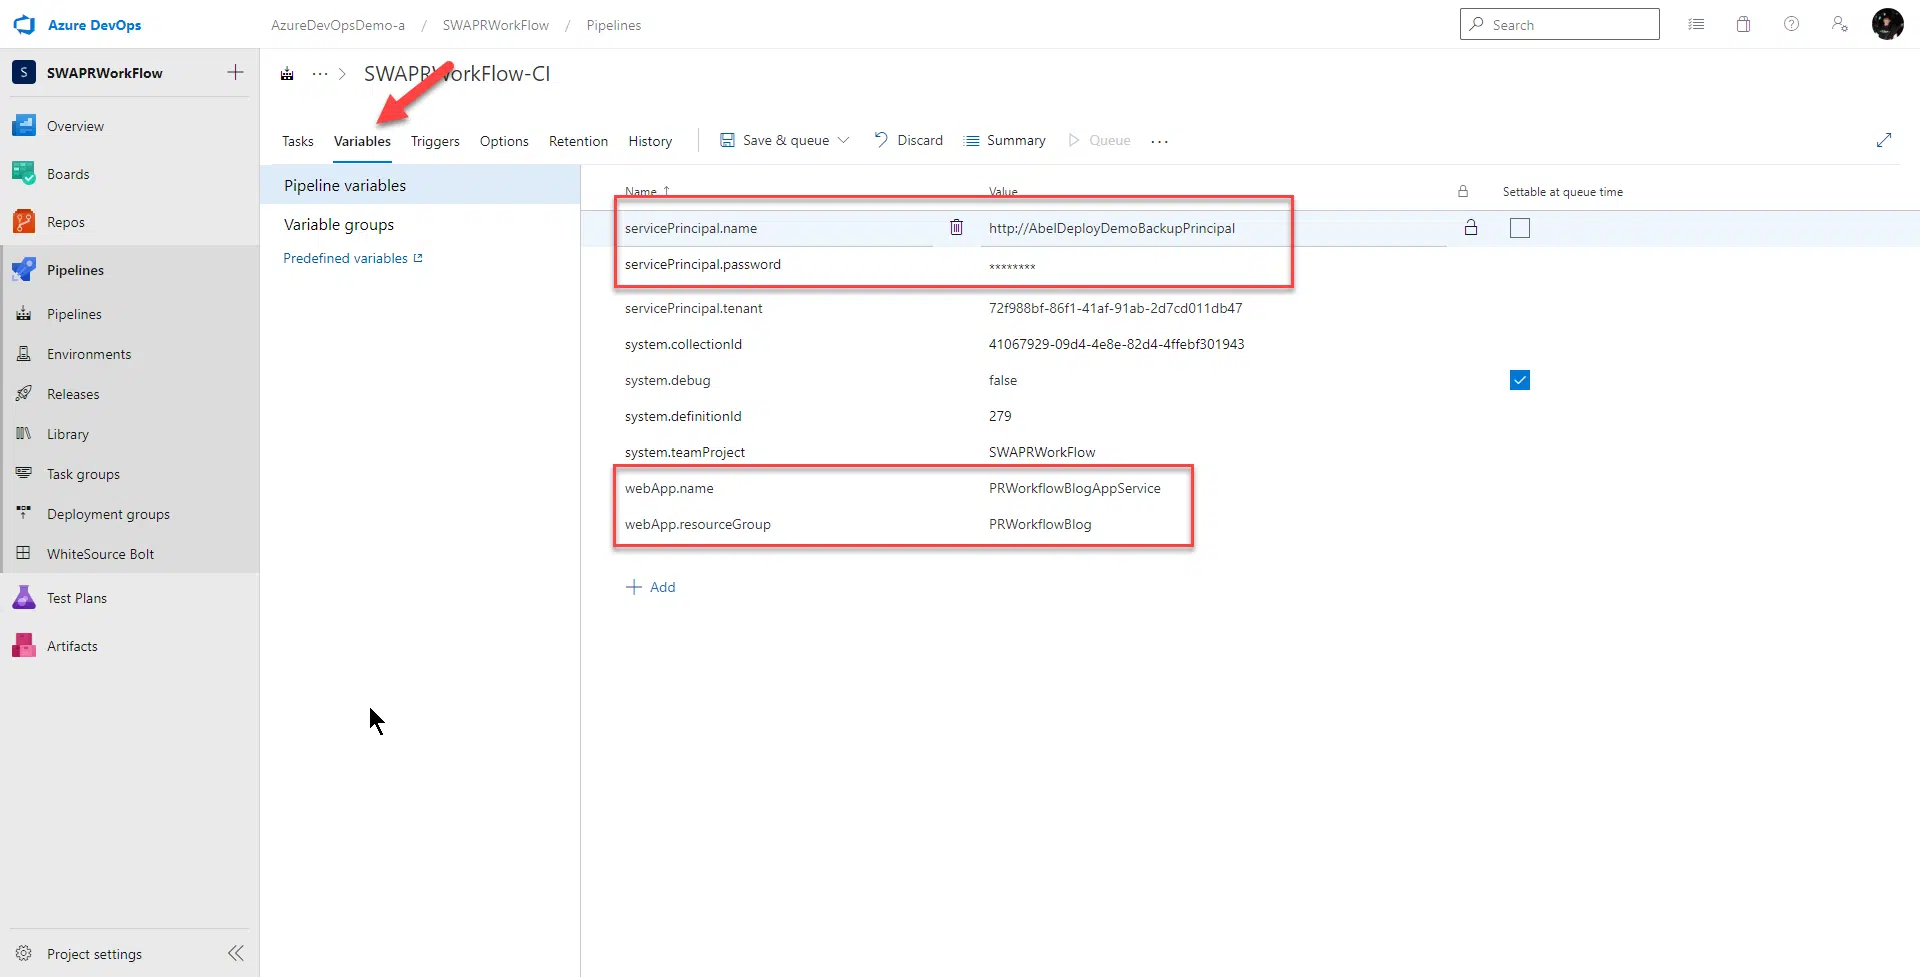 Azure DevOps
AzureDevOpsDemo-a / SWAPRWorkFlow / Pipelines
Search
S SWAPRWorkFlow
Overview
Boards
Repos
Pipelines
Pipelines
Environments
Releases
Library
Task groups
Deployment groups
WhiteSource Bolt
Test Plans
Artifacts
Project settings
··· > SWAPRWorkFlow-CI
Tasks Variables Triggers Options Retention History Save & queue Discard Summary Queue ···
Pipeline variables
Variable groups
Predefined variables
Name ↑ Value Settable at queue time
servicePrincipal.name http://AbelDeployDemoBackupPrincipal
servicePrincipal.password ********
servicePrincipal.tenant 72f988bf-86f1-41af-91ab-2d7cd011db47
system.collectionId 41067929-09d4-4e8e-82d4-4ffebf301943
system.debug false
system.definitionId 279
system.teamProject SWAPRWorkFlow
webApp.name PRWorkflowBlogAppService
webApp.resourceGroup PRWorkflowBlog
+ Add